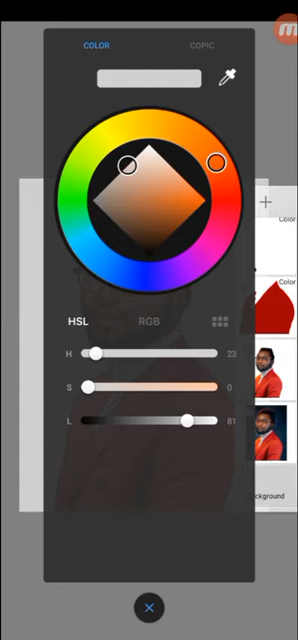 COLOR COPIC
Color
Color
HSL RGB
H 23
S 0
L 81
ckground